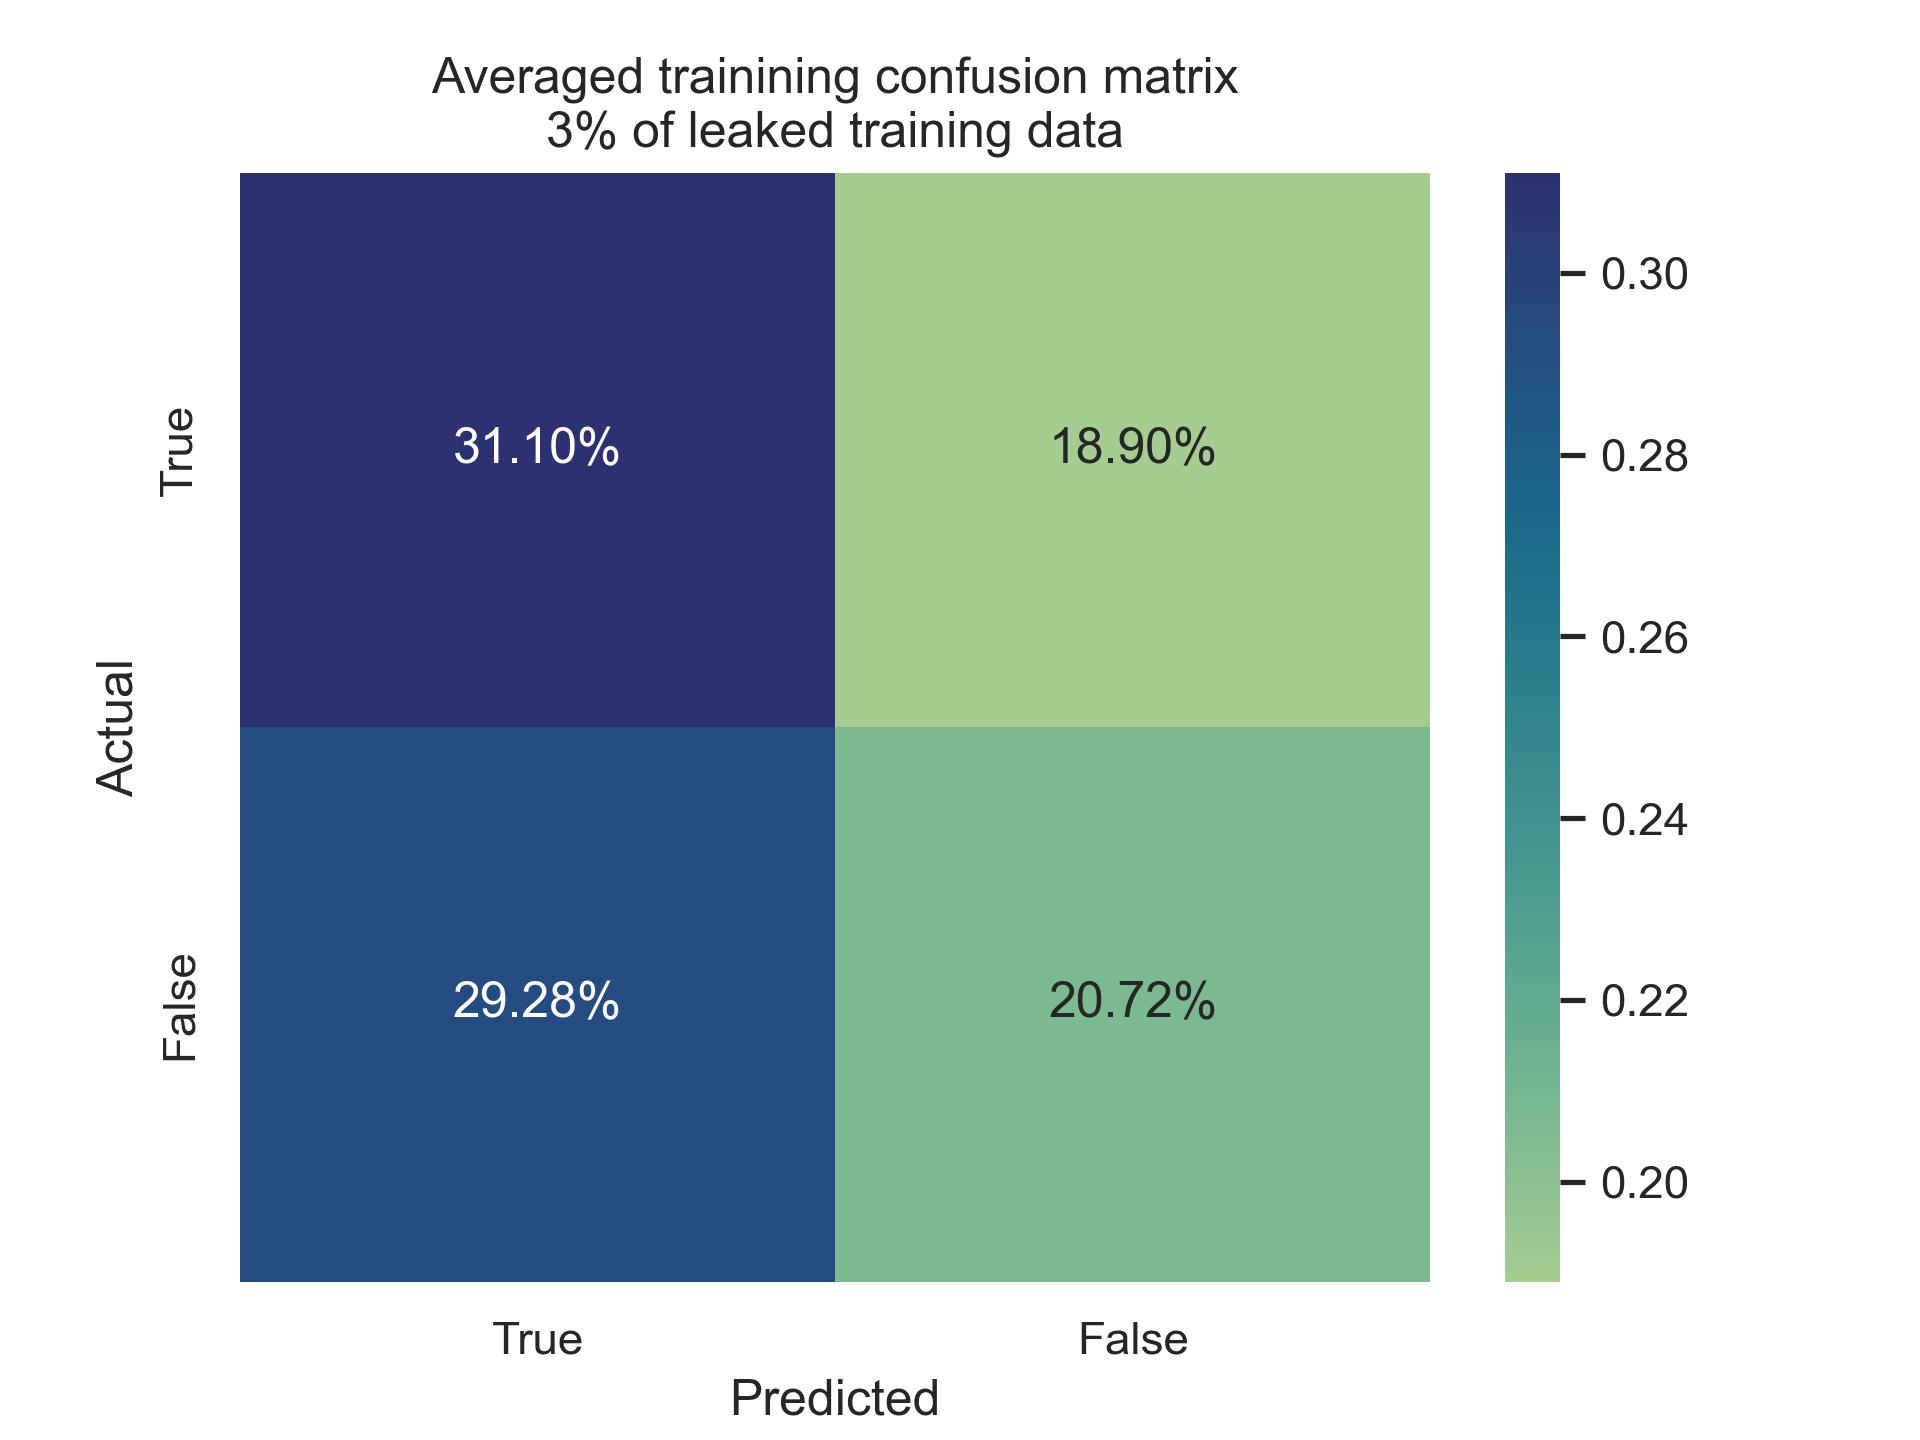 Averaged trainining confusion matrix
3% of leaked training data
Actual
True
False
31.10%
18.90%
29.28%
20.72%
True
False
Predicted
0.30
0.28
0.26
0.24
0.22
0.20